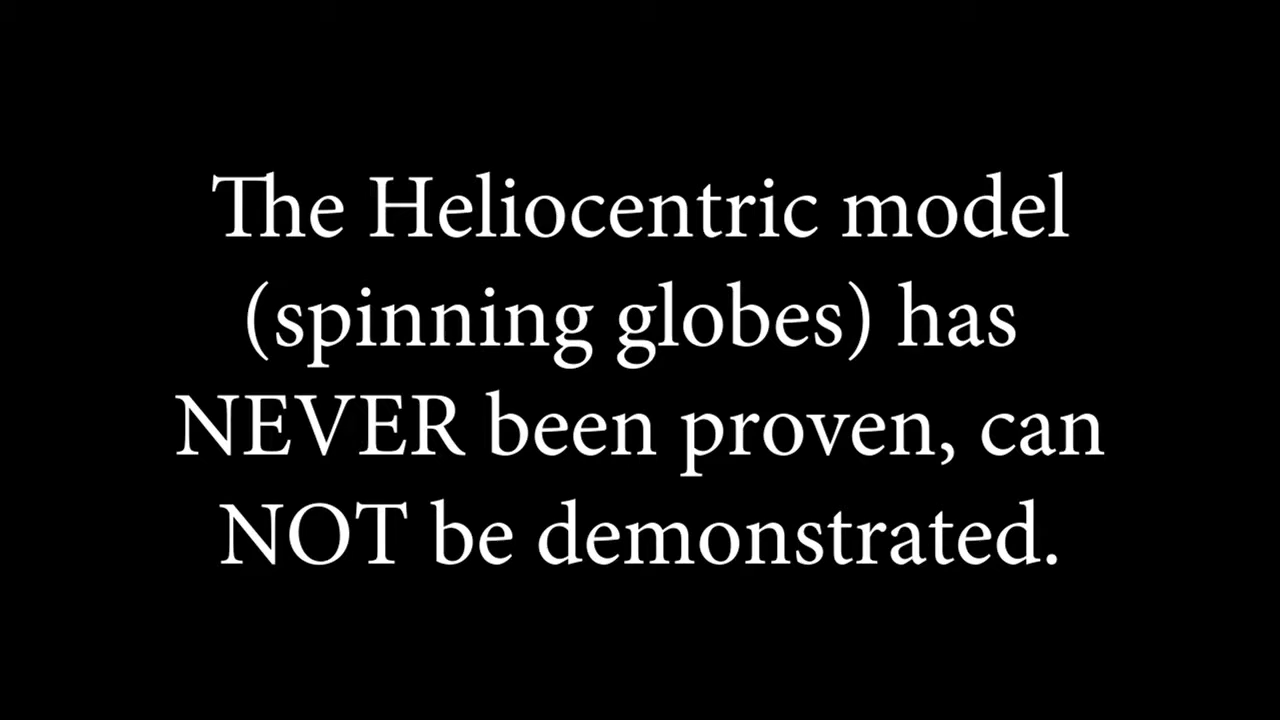 The Heliocentric model
(spinning globes) has
NEVER been proven, can
NOT be demonstrated.